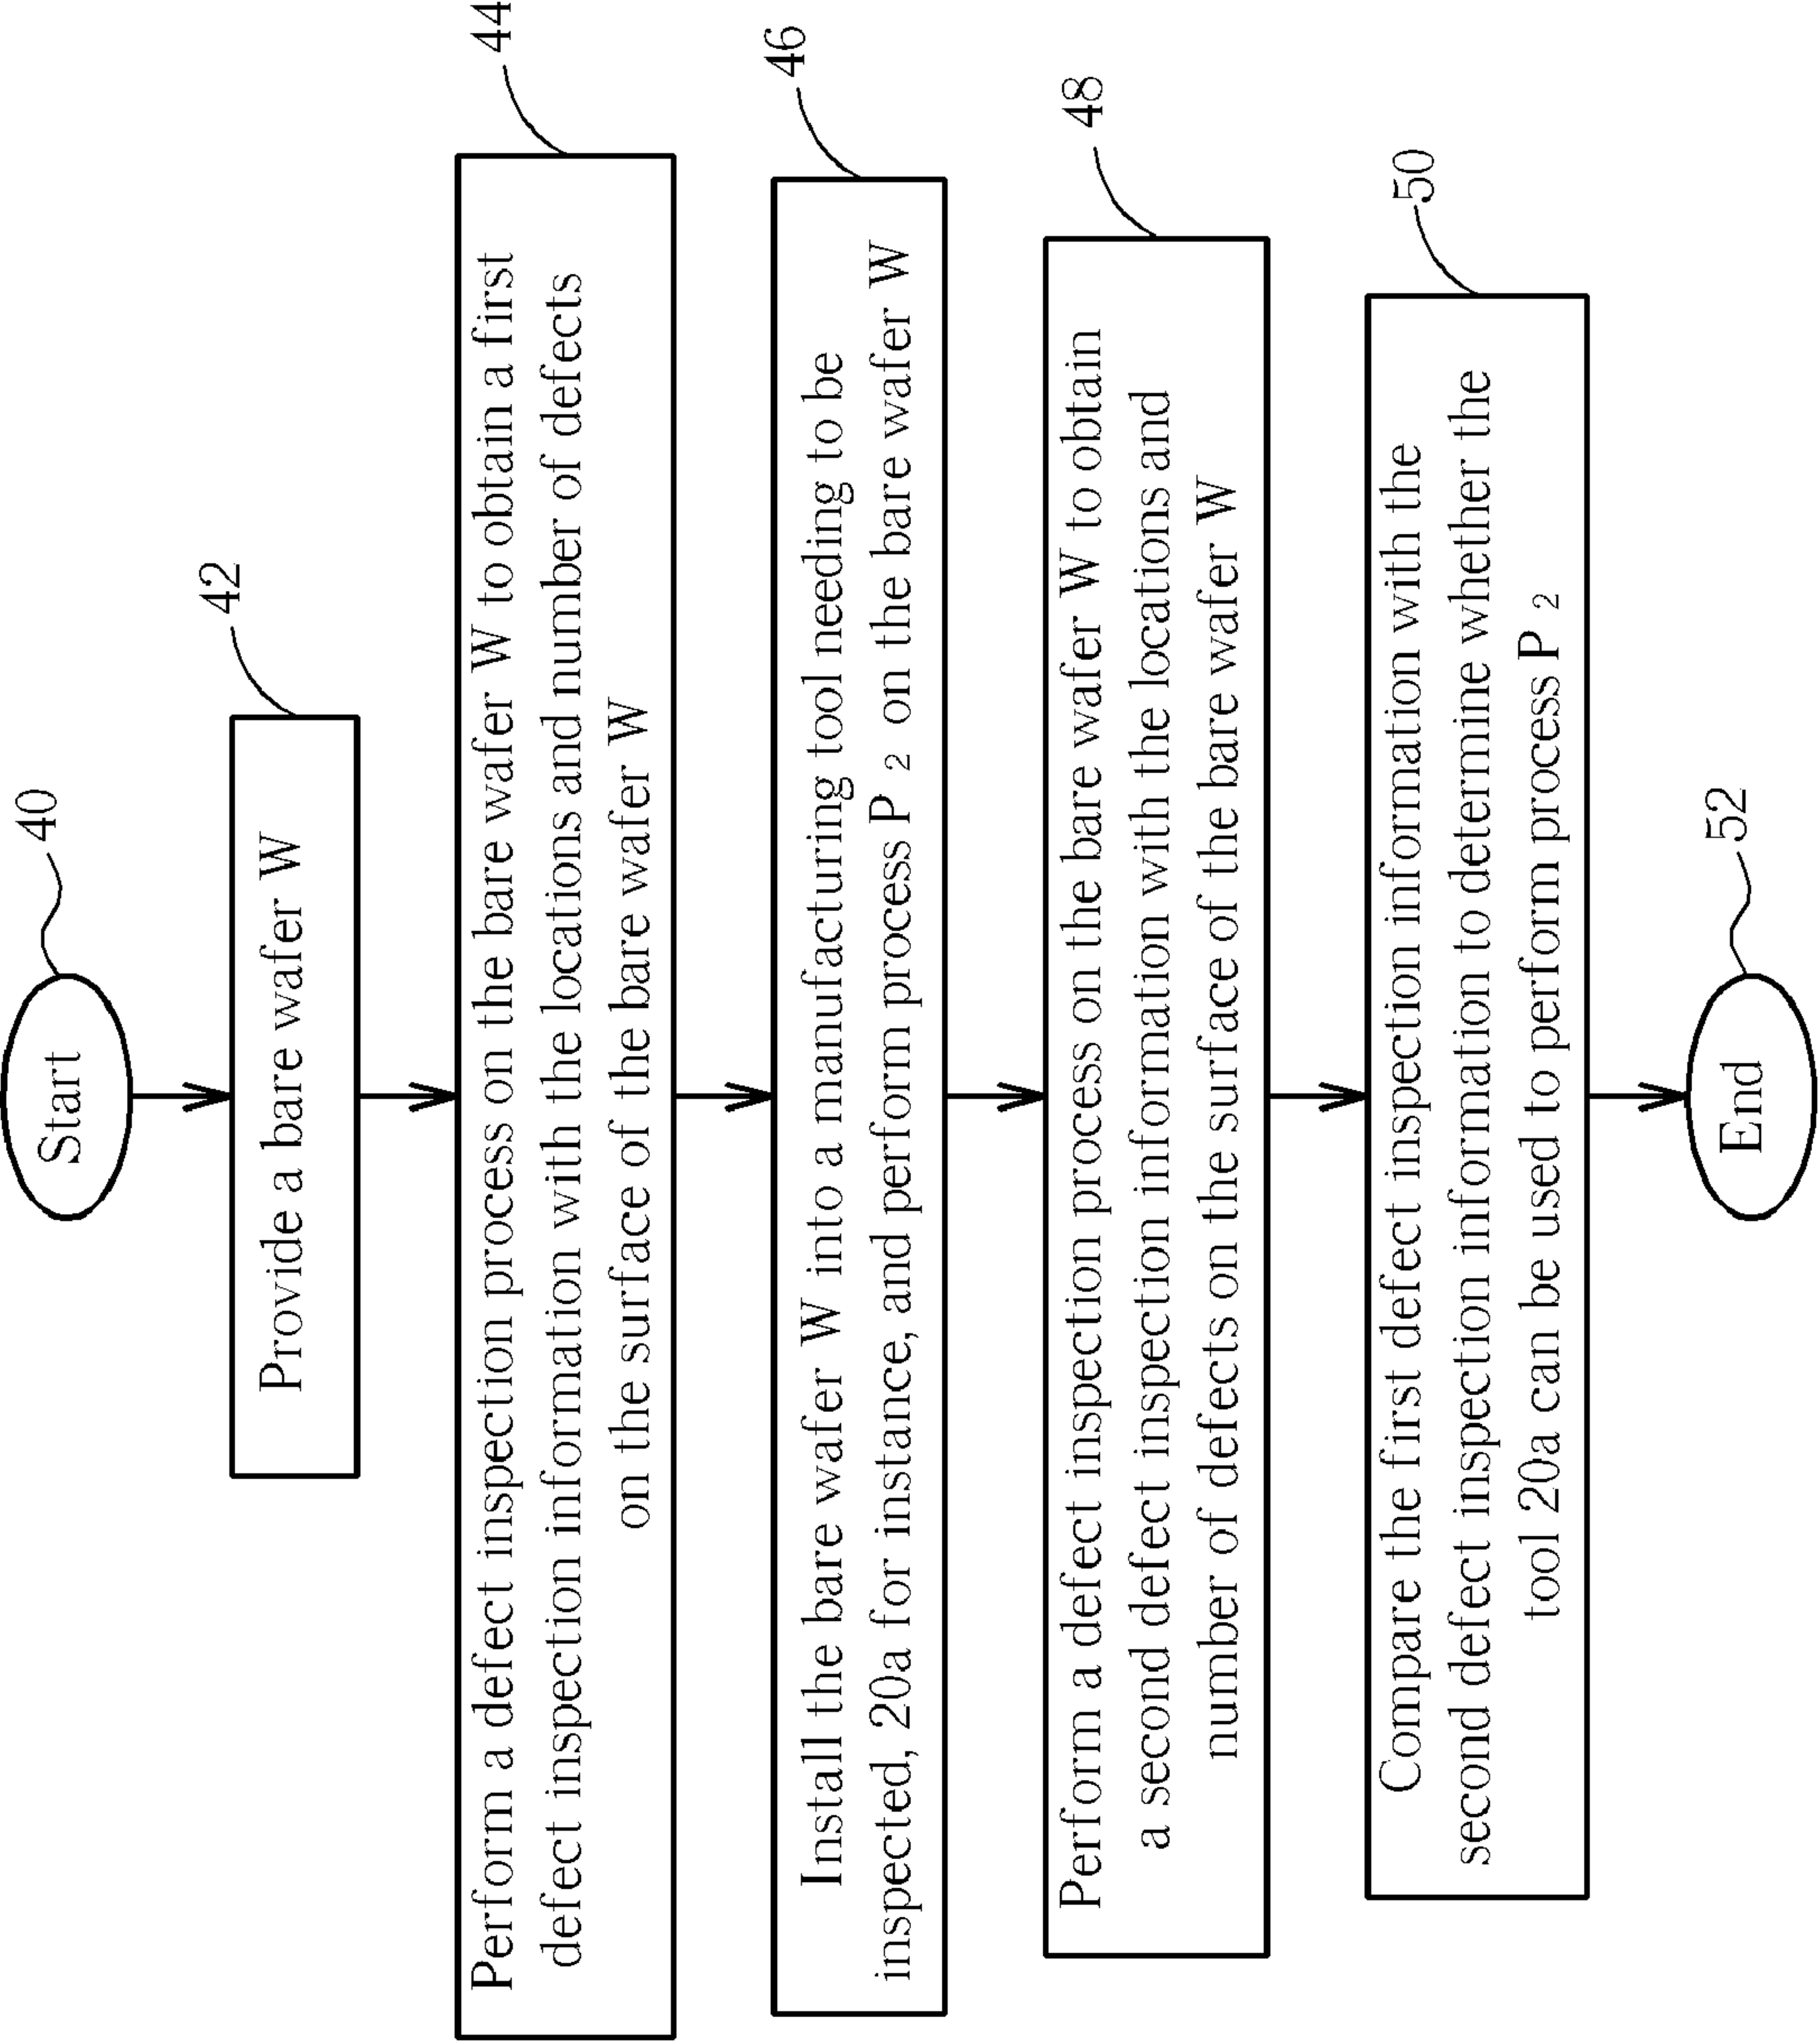 Start
40
42
Provide a bare wafer W
44
Perform a defect inspection process on the bare wafer W to obtain a first
defect inspection information with the locations and number of defects
on the surface of the bare wafer W
46
Install the bare wafer W into a manufacturing tool needing to be
inspected, 20a for instance, and perform process P 2 on the bare wafer W
48
Perform a defect inspection process on the bare wafer W to obtain
a second defect inspection information with the locations and
number of defects on the surface of the bare wafer W
50
Compare the first defect inspection information with the
second defect inspection information to determine whether the
tool 20a can be used to perform process P 2
End
52